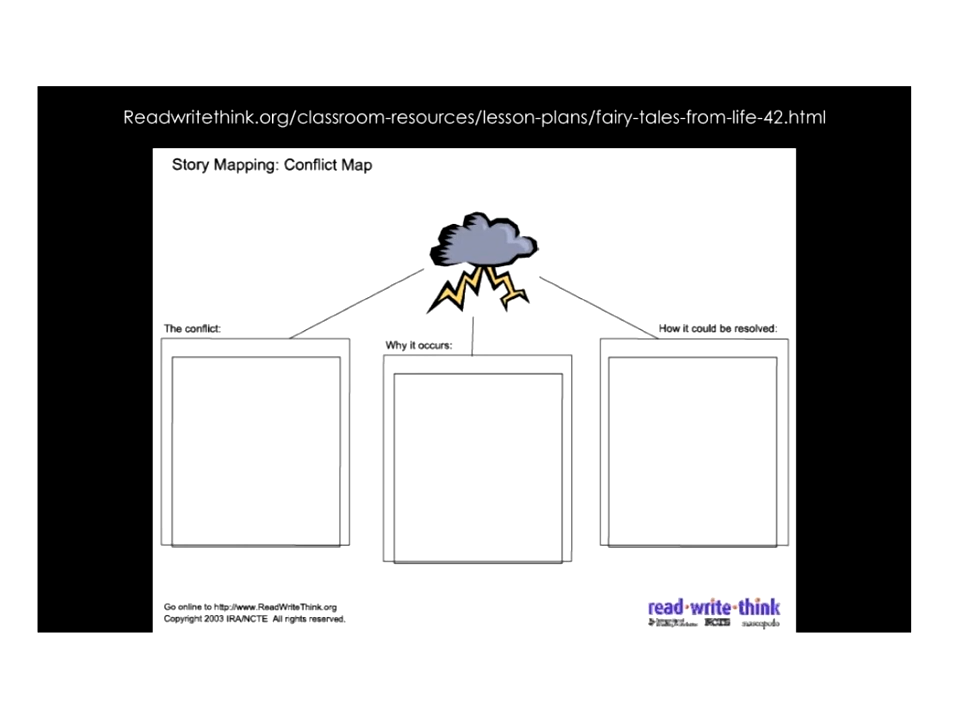 Readwritethink.org/classroom-resources/lesson-plans/fairy-tales-from-life-42.html
Story Mapping: Conflict Map
The conflict:
Why it occurs:
How it could be resolved:
Go online to http://www.ReadWriteThink.org
Copyright 2003 IRA/NCTE All rights reserved.
read·write·think
NCTE